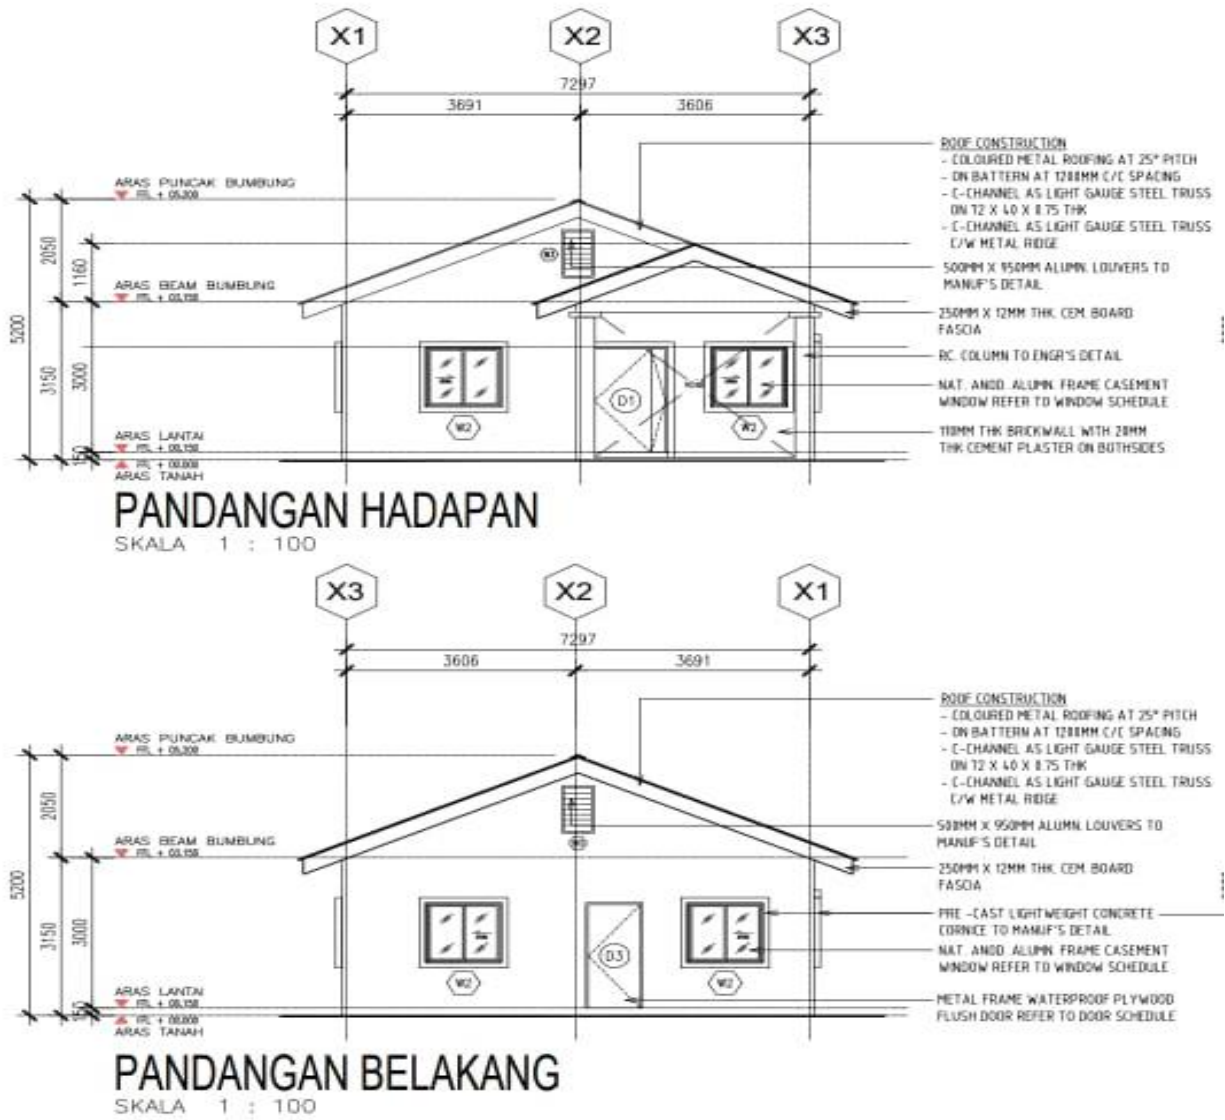 X1
X2
X3
7297
3691
3606
ROOF CONSTRUCTION
- COLOURED METAL ROOFING AT 25° PITCH
- ON BATTERN AT 1200MM C/C SPACING
- C-CHANNEL AS LIGHT GAUGE STEEL TRUSS
ON 72 X 40 X 0.75 THK
- C-CHANNEL AS LIGHT GAUGE STEEL TRUSS
C/W METAL RIDGE
500MM X 950MM ALUMN. LOUVERS TO
MANUF'S DETAIL
250MM X 12MM THK. CEM. BOARD
FASCIA
RC. COLUMN TO ENGR'S DETAIL
NAT. ANOD. ALUMN. FRAME CASEMENT
WINDOW REFER TO WINDOW SCHEDULE
110MM THK BRICKWALL WITH 20MM
THK CEMENT PLASTER ON BOTHSIDES
ARAS PUNCAK BUMBUNG
FFL + 05.200
ARAS BEAM BUMBUNG
FFL + 03.150
ARAS LANTAI
FFL + 00.150
FFL + 00.000
ARAS TANAH
5200
2050
1160
3150
3000
150
W2
D1
W2
PANDANGAN HADAPAN
SKALA 1 : 100
X3
X2
X1
7297
3606
3691
ROOF CONSTRUCTION
- COLOURED METAL ROOFING AT 25° PITCH
- ON BATTERN AT 1200MM C/C SPACING
- C-CHANNEL AS LIGHT GAUGE STEEL TRUSS
ON 72 X 40 X 0.75 THK
- C-CHANNEL AS LIGHT GAUGE STEEL TRUSS
C/W METAL RIDGE
500MM X 950MM ALUMN. LOUVERS TO
MANUF'S DETAIL
250MM X 12MM THK. CEM. BOARD
FASCIA
PRE -CAST LIGHTWEIGHT CONCRETE
CORNICE TO MANUF'S DETAIL
NAT. ANOD. ALUMN. FRAME CASEMENT
WINDOW REFER TO WINDOW SCHEDULE
METAL FRAME WATERPROOF PLYWOOD
FLUSH DOOR REFER TO DOOR SCHEDULE
ARAS PUNCAK BUMBUNG
FFL + 05.200
ARAS BEAM BUMBUNG
FFL + 03.150
ARAS LANTAI
FFL + 00.150
FFL + 00.000
ARAS TANAH
5200
2050
3150
3000
150
W2
D3
W2
PANDANGAN BELAKANG
SKALA 1 : 100